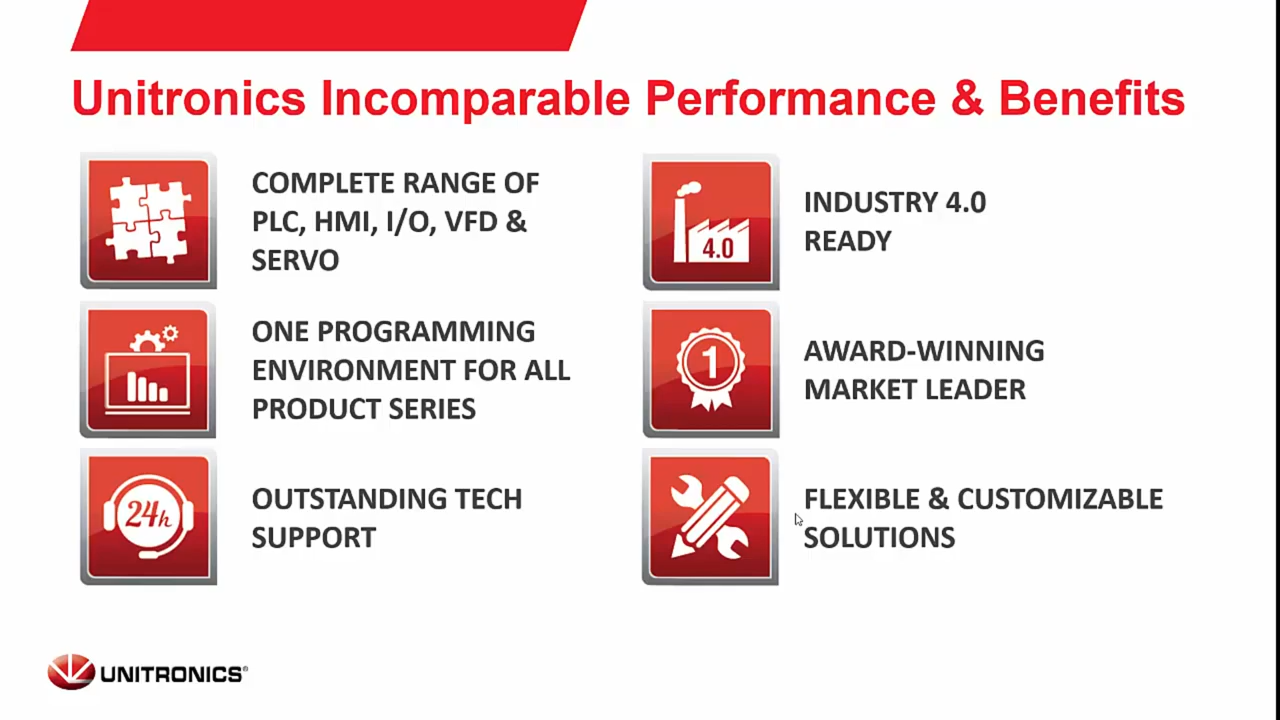 Unitronics Incomparable Performance & Benefits
COMPLETE RANGE OF
PLC, HMI, I/O, VFD &
SERVO
ONE PROGRAMMING
ENVIRONMENT FOR ALL
PRODUCT SERIES
24h
OUTSTANDING TECH
SUPPORT
4.0
INDUSTRY 4.0
READY
1
AWARD-WINNING
MARKET LEADER
FLEXIBLE & CUSTOMIZABLE
SOLUTIONS
UNITRONICS®